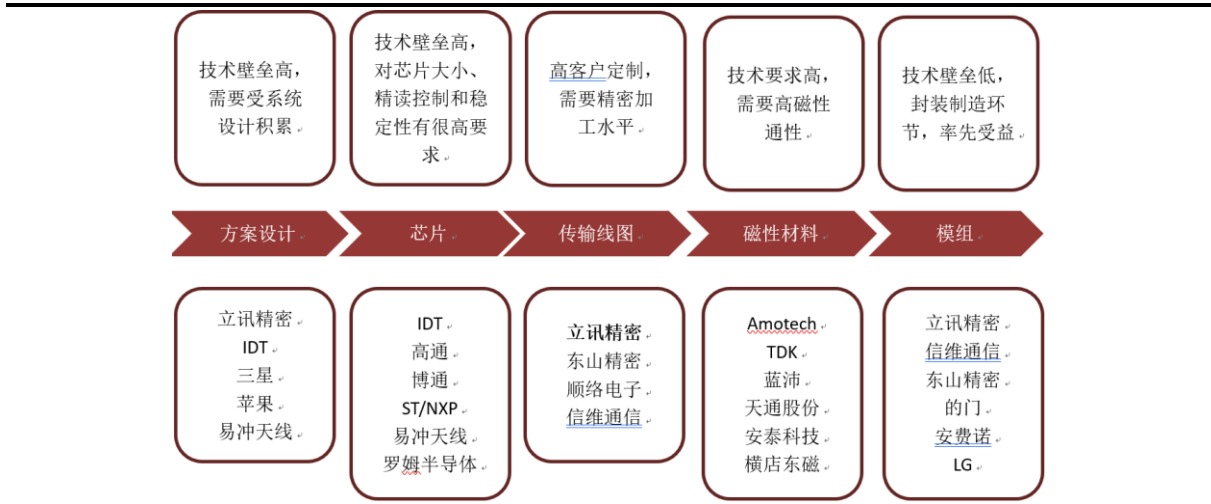 技术壁垒高，
需要受系统
设计积累
技术壁垒高，
对芯片大小、
精读控制和稳
定性有很高要
求
高客户定制，
需要精密加
工水平
技术要求高，
需要高磁性
通性
技术壁垒低，
封装制造环
节，率先受益
方案设计
芯片
传输线图
磁性材料
模组
立讯精密
IDT
三星
苹果
易冲天线
IDT
高通
博通
ST/NXP
易冲天线
罗姆半导体
立讯精密
东山精密
顺络电子
信维通信
Amotech
TDK
蓝沛
天通股份
安泰科技
横店东磁
立讯精密
信维通信
东山精密
的门
安费诺
LG